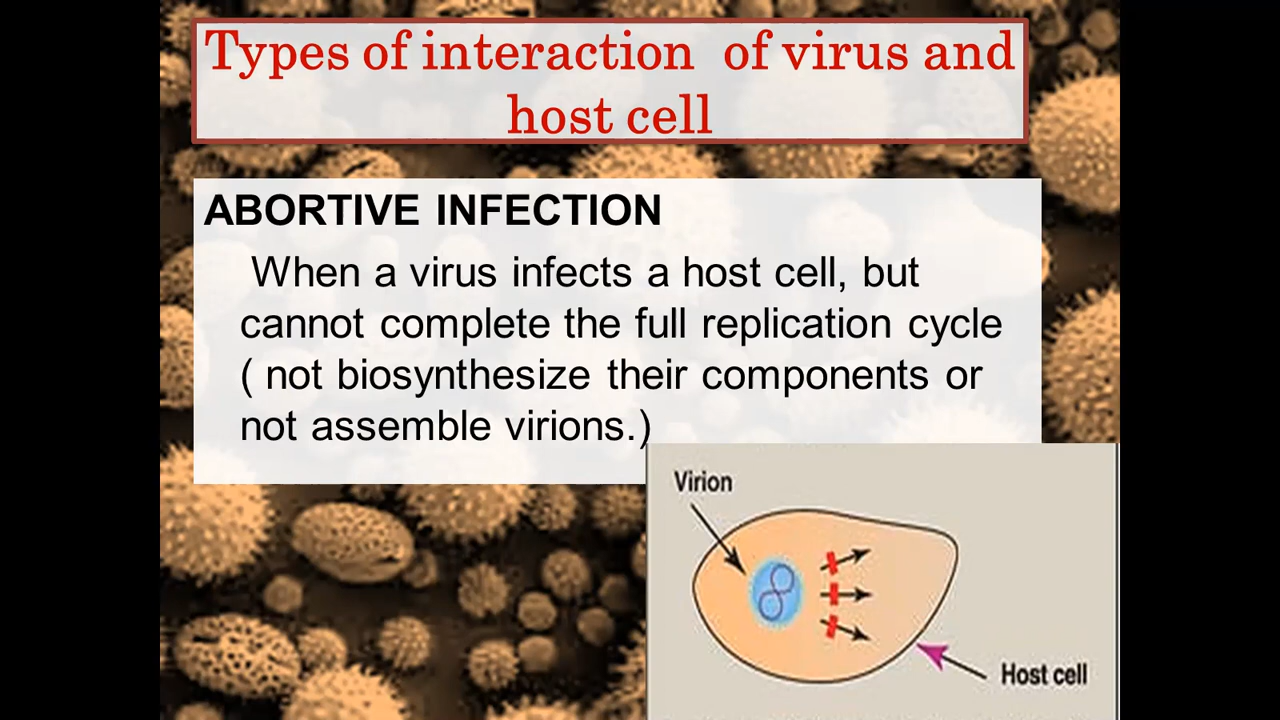 Types of interaction of virus and
host cell
ABORTIVE INFECTION
When a virus infects a host cell, but
cannot complete the full replication cycle
( not biosynthesize their components or
not assemble virions.)
Virion
Host cell